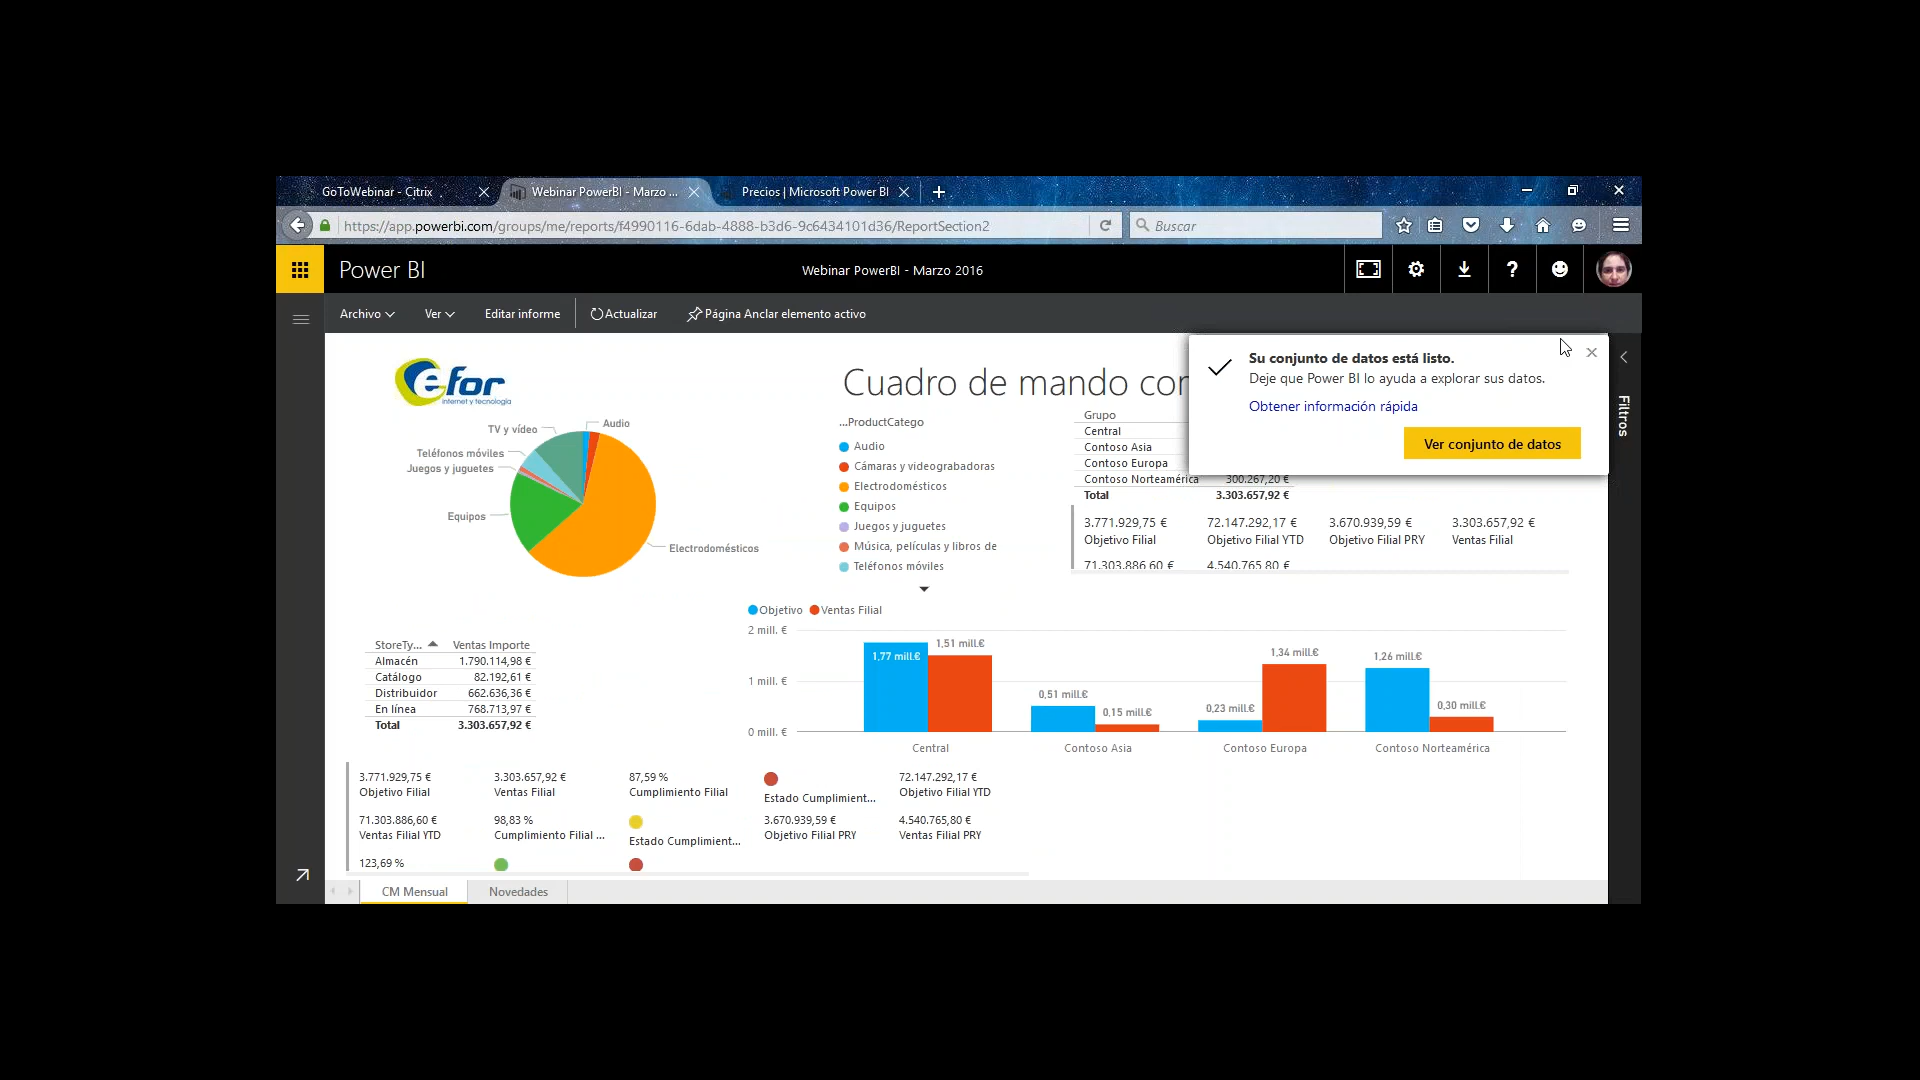 GoToWebinar - Citrix
Webinar PowerBI - Marzo ...
Precios | Microsoft Power BI
https://app.powerbi.com/groups/me/reports/f4990116-6dab-4888-b3d6-9c6434101d36/ReportSection2
Buscar
Power BI
Webinar PowerBI - Marzo 2016
Archivo
Ver
Editar informe
Actualizar
Página Anclar elemento activo
efor
internet y tecnología
Cuadro de mando cor
Su conjunto de datos está listo.
Deje que Power BI lo ayuda a explorar sus datos.
Obtener información rápida
Ver conjunto de datos
Filtros
Audio
TV y vídeo
Teléfonos móviles
Juegos y juguetes
Equipos
Electrodomésticos
...ProductCatego
Audio
Cámaras y videograbadoras
Electrodomésticos
Equipos
Juegos y juguetes
Música, películas y libros de
Teléfonos móviles
Grupo
Central
Contoso Asia
Contoso Europa
Contoso Norteamérica 300.267,20 €
Total 3.303.657,92 €
3.771.929,75 € 72.147.292,17 € 3.670.939,59 € 3.303.657,92 €
Objetivo Filial Objetivo Filial YTD Objetivo Filial PRY Ventas Filial
71.303.886,60 € 4.540.765,80 €
Objetivo Ventas Filial
2 mill. €
1 mill. €
0 mill. €
1,77 mill.€ 1,51 mill.€
0,51 mill.€ 0,15 mill.€
0,23 mill.€ 1,34 mill.€
1,26 mill.€ 0,30 mill.€
Central Contoso Asia Contoso Europa Contoso Norteamérica
StoreTy... Ventas Importe
Almacén 1.790.114,98 €
Catálogo 82.192,61 €
Distribuidor 662.636,36 €
En línea 768.713,97 €
Total 3.303.657,92 €
3.771.929,75 € 3.303.657,92 € 87,59 % 72.147.292,17 €
Objetivo Filial Ventas Filial Cumplimiento Filial Estado Cumplimient... Objetivo Filial YTD
71.303.886,60 € 98,83 % 3.670.939,59 € 4.540.765,80 €
Ventas Filial YTD Cumplimiento Filial ... Estado Cumplimient... Objetivo Filial PRY Ventas Filial PRY
123,69 %
CM Mensual
Novedades